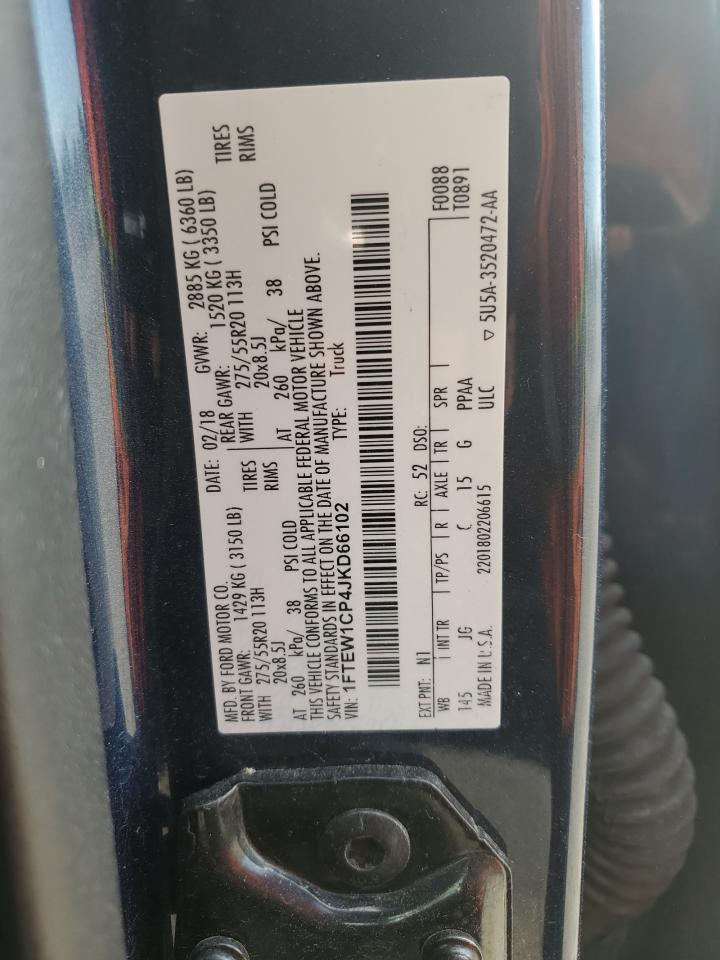 MFD. BY FORD MOTOR CO.
DATE: 02/18
GVWR: 2885 KG ( 6360 LB)
FRONT GAWR: 1429 KG ( 3150 LB)
REAR GAWR: 1520 KG ( 3350 LB)
WITH 275/55R20 113H TIRES
WITH 275/55R20 113H TIRES
20x8.5J RIMS
20x8.5J RIMS
AT 260 kPa/ 38 PSI COLD
AT 260 kPa/ 38 PSI COLD
THIS VEHICLE CONFORMS TO ALL APPLICABLE FEDERAL MOTOR VEHICLE
SAFETY STANDARDS IN EFFECT ON THE DATE OF MANUFACTURE SHOWN ABOVE.
VIN: 1FTEW1CP4JKD66102
TYPE: Truck
EXT PNT: N1 RC: 52 DSO: F0088
WB INT TR TP/PS R AXLE TR SPR T0891
145 JG C 15 G PPAA
MADE IN U.S.A. 2201802206615 ULC ▽ 5U5A-3520472-AA